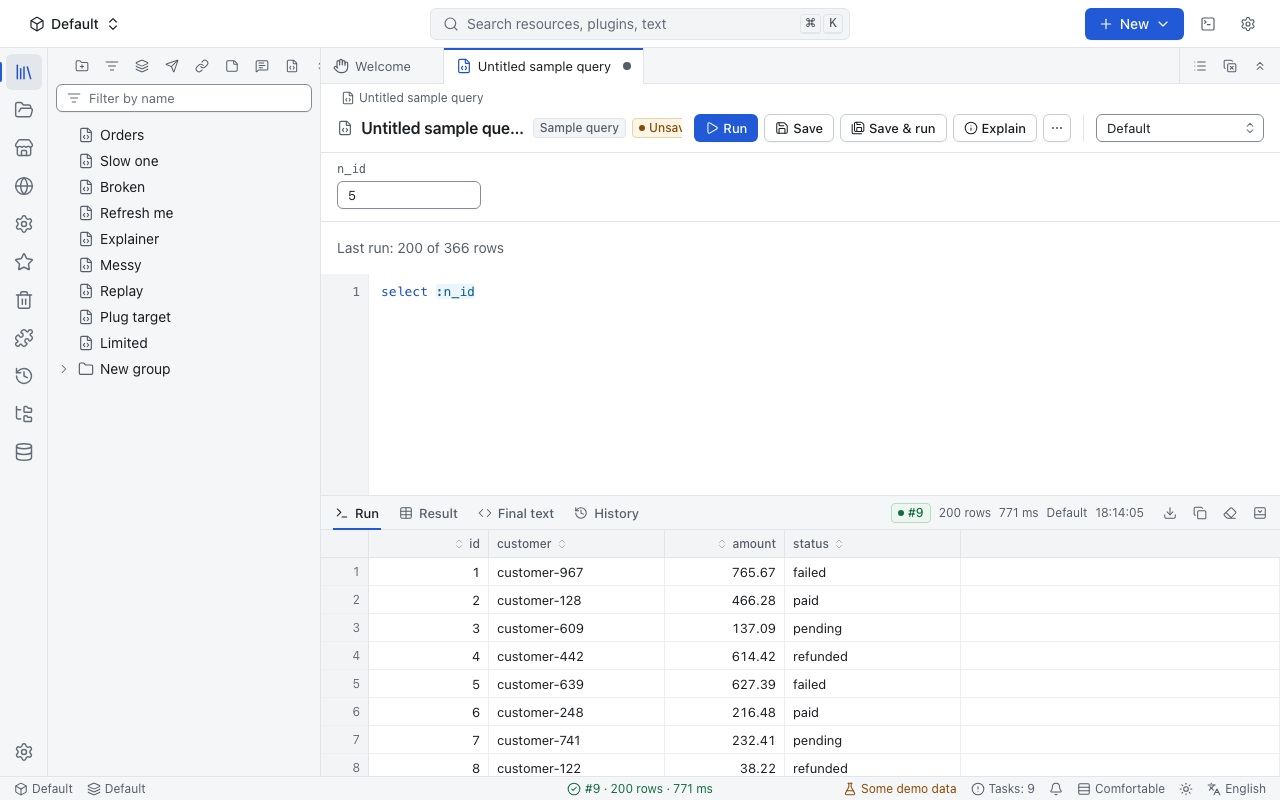 Default
Search resources, plugins, text
⌘ K
New
Welcome
Untitled sample query
Filter by name
Orders
Slow one
Broken
Refresh me
Explainer
Messy
Replay
Plug target
Limited
New group
Untitled sample query
Untitled sample que...
Sample query
Unsav
Run
Save
Save & run
Explain
Default
n_id
5
Last run: 200 of 366 rows
1 select :n_id
Run
Result
Final text
History
#9 200 rows 771 ms Default 18:14:05
id customer amount status
1 1 customer-967 765.67 failed
2 2 customer-128 466.28 paid
3 3 customer-609 137.09 pending
4 4 customer-442 614.42 refunded
5 5 customer-639 627.39 failed
6 6 customer-248 216.48 paid
7 7 customer-741 232.41 pending
8 8 customer-122 38.22 refunded
Default
Default
#9 · 200 rows · 771 ms
Some demo data
Tasks: 9
Comfortable
English